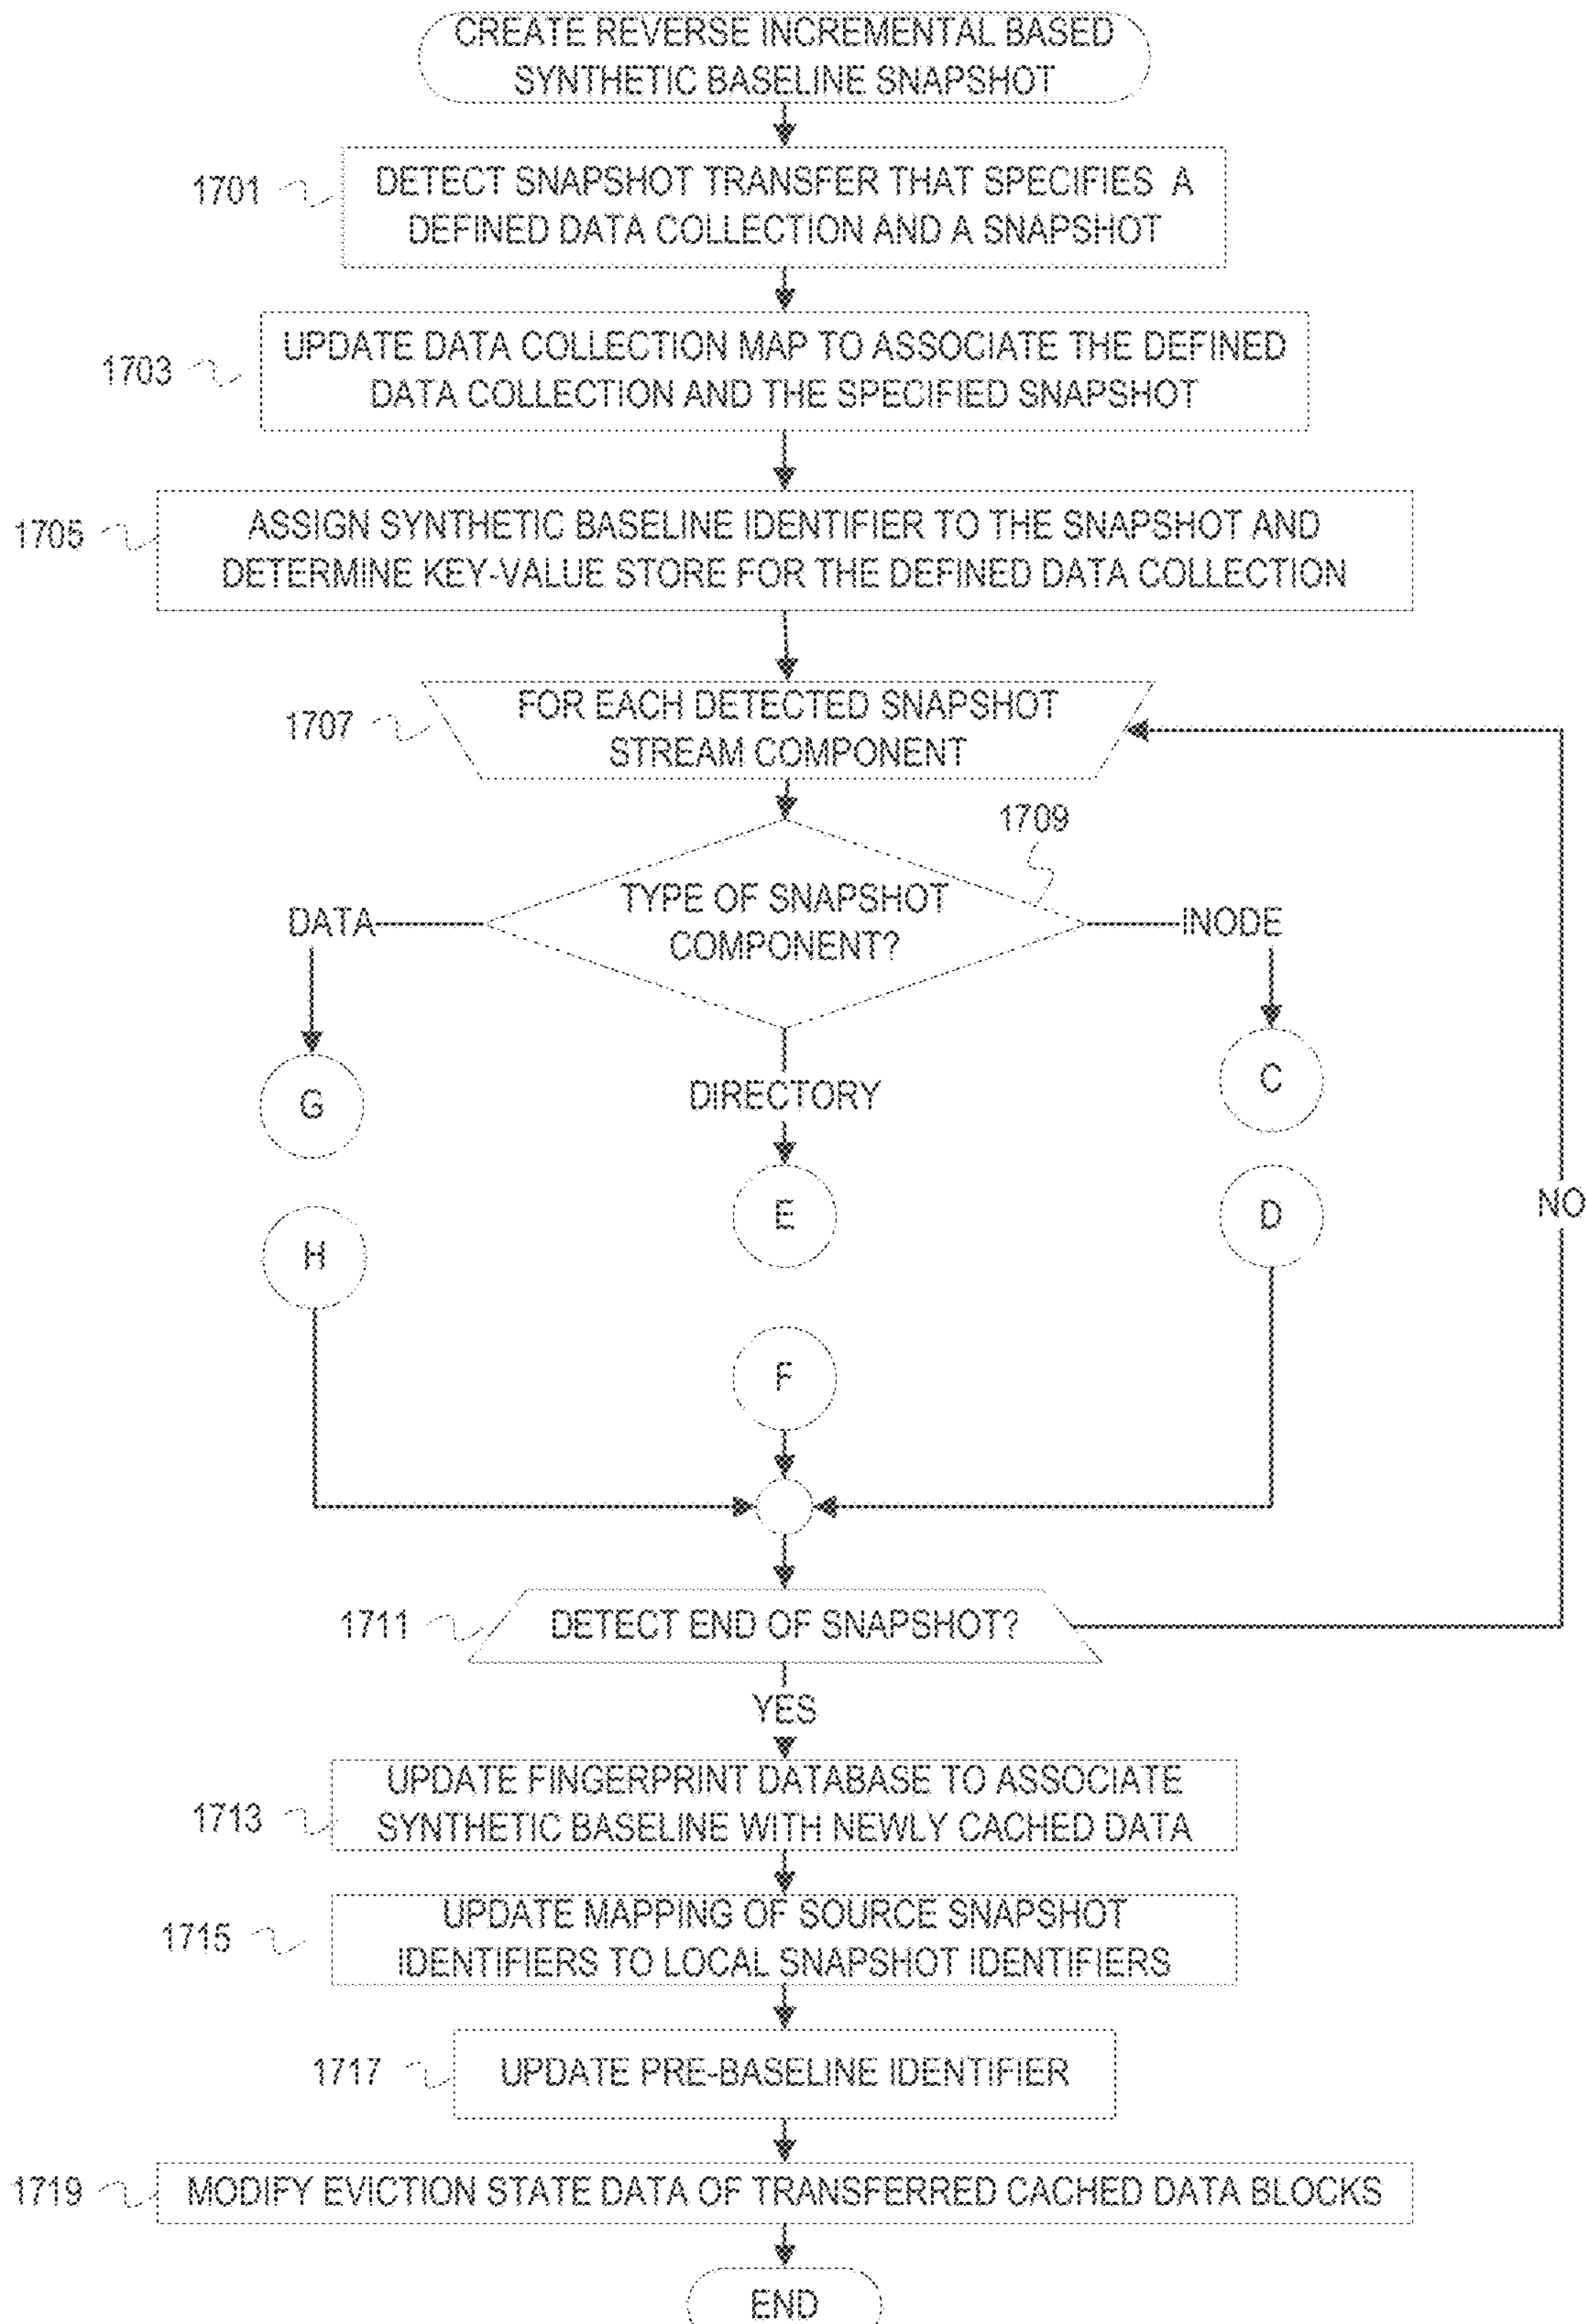 CREATE REVERSE INCREMENTAL BASED
SYNTHETIC BASELINE SNAPSHOT
1701
DETECT SNAPSHOT TRANSFER THAT SPECIFIES A
DEFINED DATA COLLECTION AND A SNAPSHOT
1703
UPDATE DATA COLLECTION MAP TO ASSOCIATE THE DEFINED
DATA COLLECTION AND THE SPECIFIED SNAPSHOT
1705
ASSIGN SYNTHETIC BASELINE IDENTIFIER TO THE SNAPSHOT AND
DETERMINE KEY-VALUE STORE FOR THE DEFINED DATA COLLECTION
1707
FOR EACH DETECTED SNAPSHOT
STREAM COMPONENT
1709
TYPE OF SNAPSHOT
COMPONENT?
DATA
INODE
DIRECTORY
G
C
E
D
NO
H
F
1711
DETECT END OF SNAPSHOT?
YES
1713
UPDATE FINGERPRINT DATABASE TO ASSOCIATE
SYNTHETIC BASELINE WITH NEWLY CACHED DATA
1715
UPDATE MAPPING OF SOURCE SNAPSHOT
IDENTIFIERS TO LOCAL SNAPSHOT IDENTIFIERS
1717
UPDATE PRE-BASELINE IDENTIFIER
1719
MODIFY EVICTION STATE DATA OF TRANSFERRED CACHED DATA BLOCKS
END